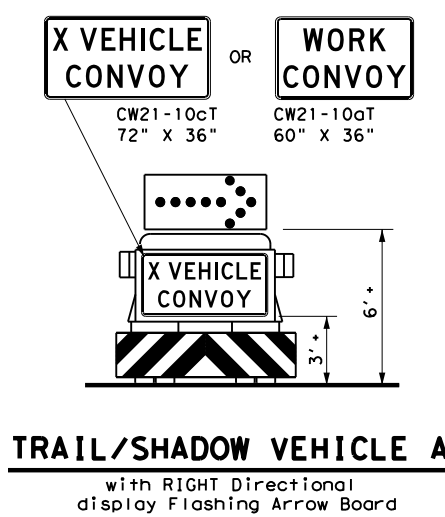 X VEHICLE
CONVOY
OR
WORK
CONVOY
CW21-10cT
72" X 36"
CW21-10aT
60" X 36"
X VEHICLE
CONVOY
6' +
3' +
TRAIL/SHADOW VEHICLE A
with RIGHT Directional
display Flashing Arrow Board